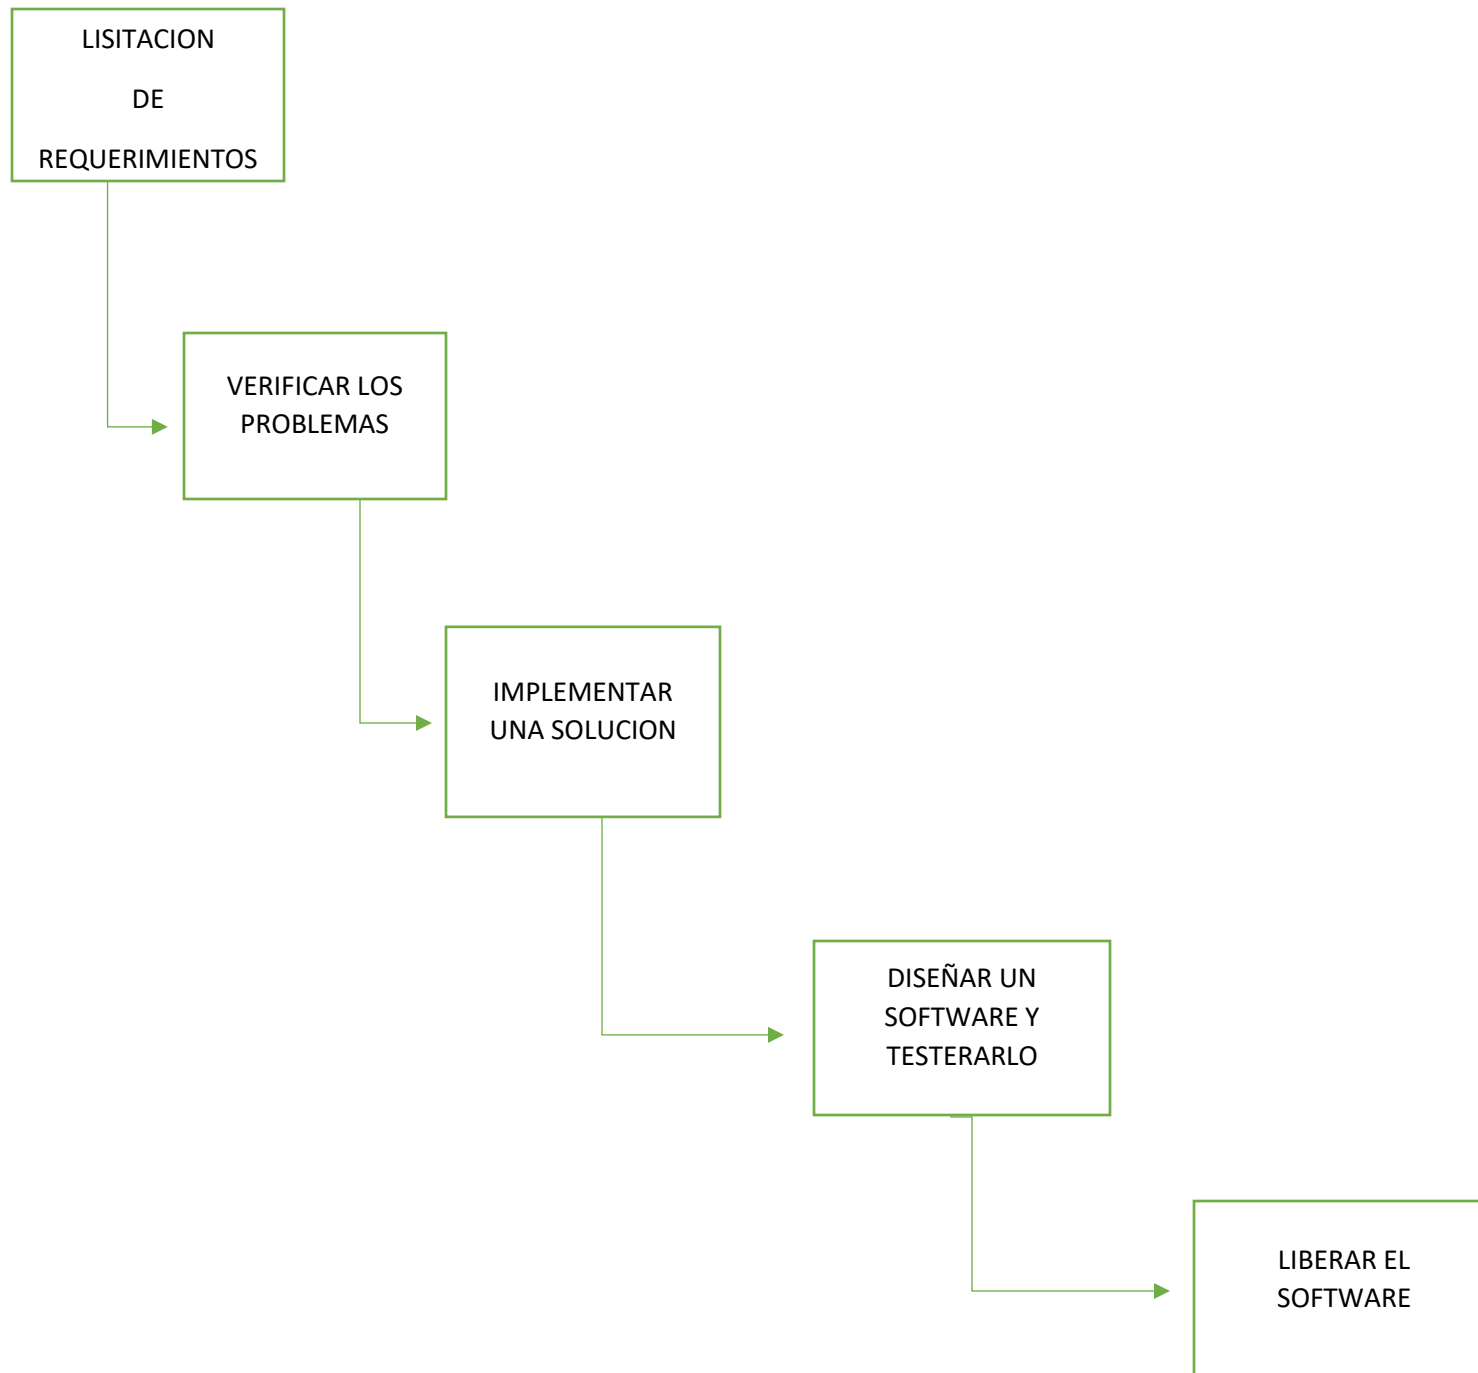 LISITACION
DE
REQUERIMIENTOS
VERIFICAR LOS
PROBLEMAS
IMPLEMENTAR
UNA SOLUCION
DISEÑAR UN
SOFTWARE Y
TESTERARLO
LIBERAR EL
SOFTWARE